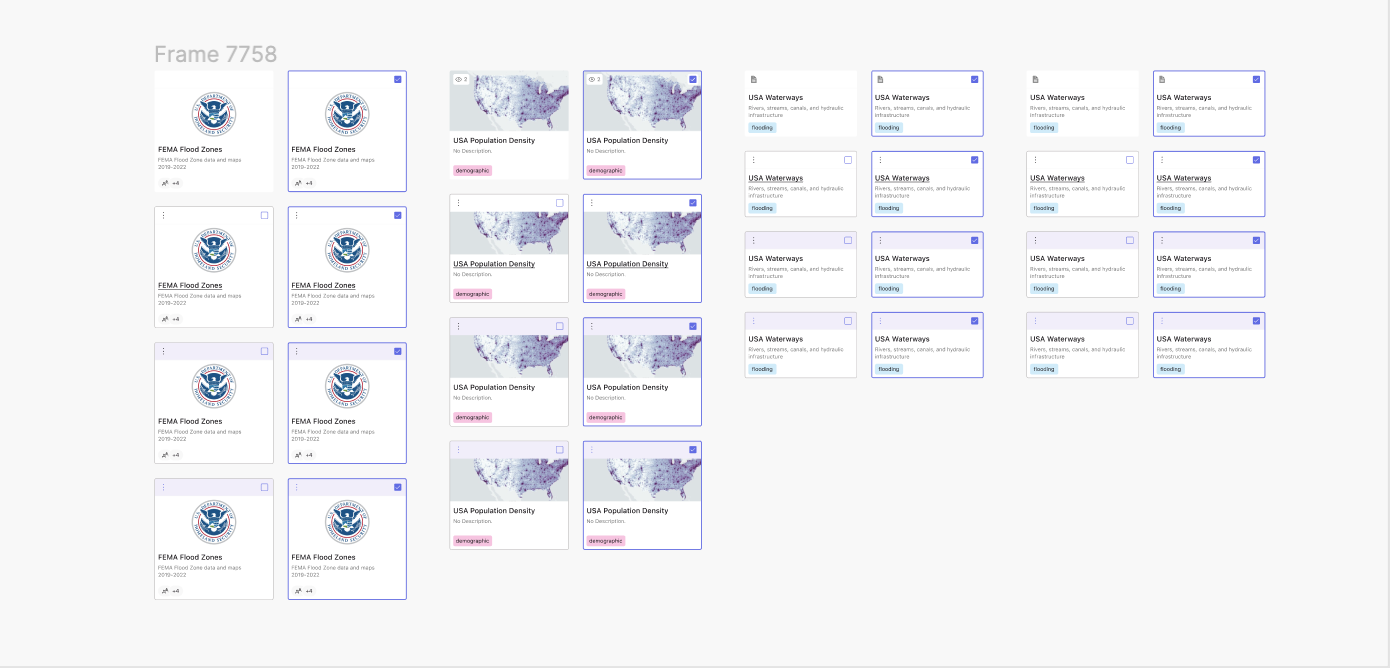 Frame 7758
FEMA Flood Zones
FEMA Flood Zone data and maps
2019-2022
+4
FEMA Flood Zones
FEMA Flood Zone data and maps
2019-2022
+4
FEMA Flood Zones
FEMA Flood Zone data and maps
2019-2022
+4
FEMA Flood Zones
FEMA Flood Zone data and maps
2019-2022
+4
FEMA Flood Zones
FEMA Flood Zone data and maps
2019-2022
+4
FEMA Flood Zones
FEMA Flood Zone data and maps
2019-2022
+4
FEMA Flood Zones
FEMA Flood Zone data and maps
2019-2022
+4
FEMA Flood Zones
FEMA Flood Zone data and maps
2019-2022
+4
USA Population Density
No Description.
demographic
USA Population Density
No Description.
demographic
USA Population Density
No Description.
demographic
USA Population Density
No Description.
demographic
USA Population Density
No Description.
demographic
USA Population Density
No Description.
demographic
USA Population Density
No Description.
demographic
USA Population Density
No Description.
demographic
USA Waterways
Rivers, streams, canals, and hydraulic
infrastructure
flooding
USA Waterways
Rivers, streams, canals, and hydraulic
infrastructure
flooding
USA Waterways
Rivers, streams, canals, and hydraulic
infrastructure
flooding
USA Waterways
Rivers, streams, canals, and hydraulic
infrastructure
flooding
USA Waterways
Rivers, streams, canals, and hydraulic
infrastructure
flooding
USA Waterways
Rivers, streams, canals, and hydraulic
infrastructure
flooding
USA Waterways
Rivers, streams, canals, and hydraulic
infrastructure
flooding
USA Waterways
Rivers, streams, canals, and hydraulic
infrastructure
flooding
USA Waterways
Rivers, streams, canals, and hydraulic
infrastructure
flooding
USA Waterways
Rivers, streams, canals, and hydraulic
infrastructure
flooding
USA Waterways
Rivers, streams, canals, and hydraulic
infrastructure
flooding
USA Waterways
Rivers, streams, canals, and hydraulic
infrastructure
flooding
USA Waterways
Rivers, streams, canals, and hydraulic
infrastructure
flooding
USA Waterways
Rivers, streams, canals, and hydraulic
infrastructure
flooding
USA Waterways
Rivers, streams, canals, and hydraulic
infrastructure
flooding
USA Waterways
Rivers, streams, canals, and hydraulic
infrastructure
flooding